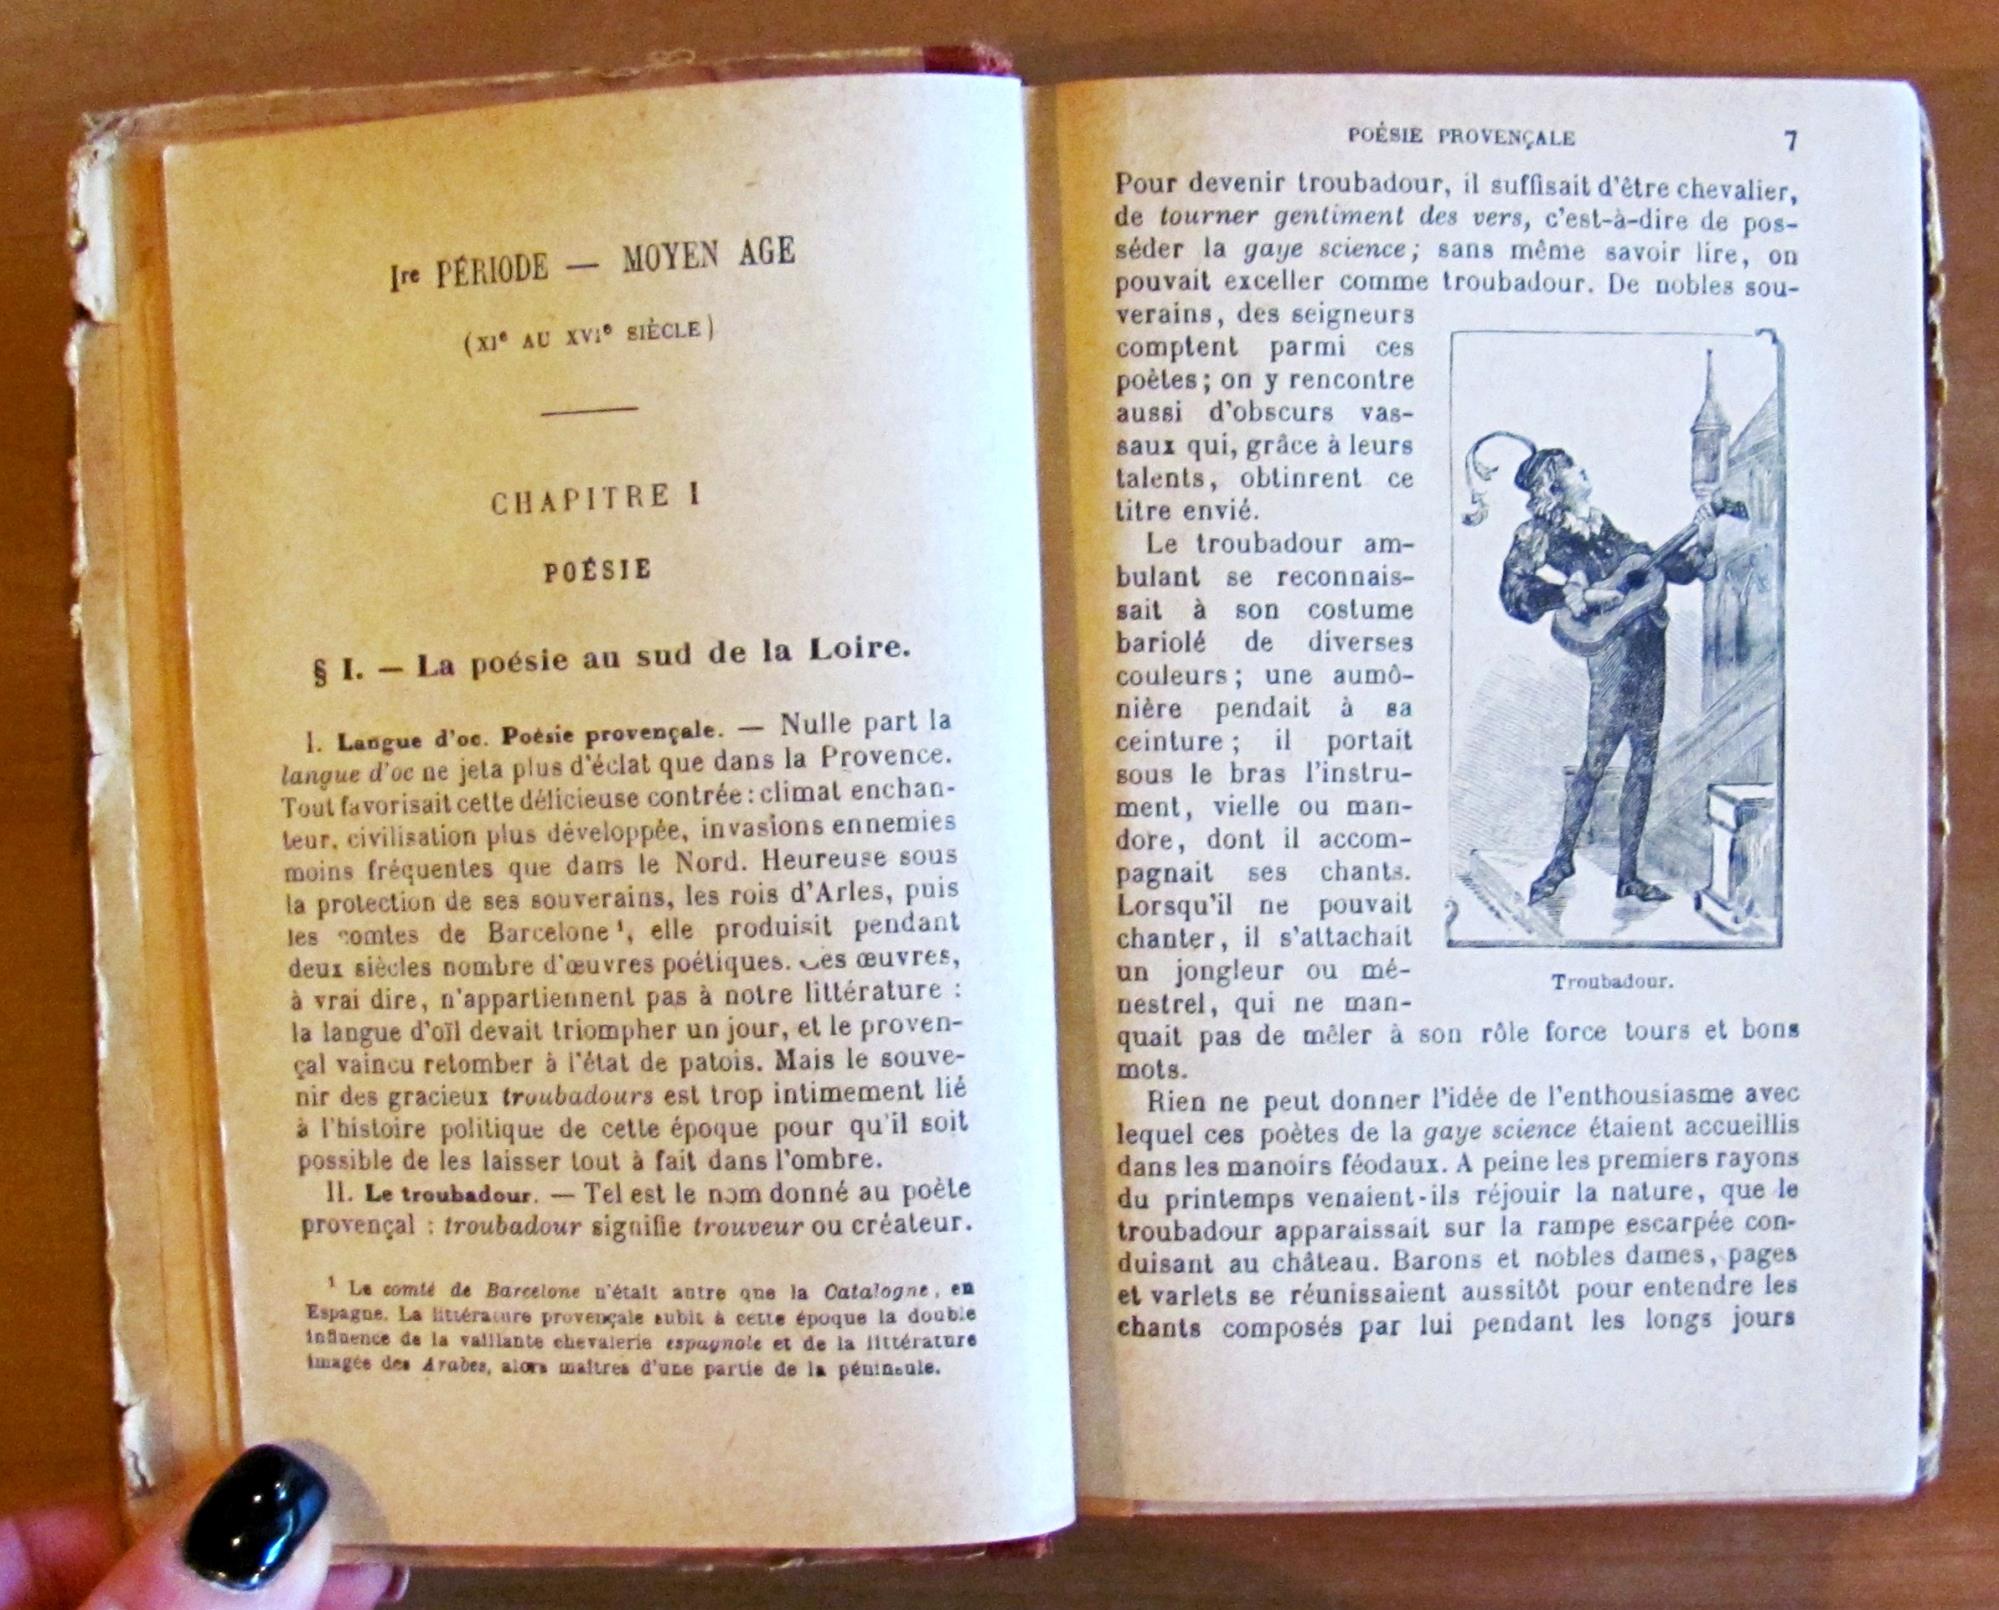 Ire PÉRIODE — MOYEN AGE
(XIe AU XVIe SIÈCLE)
CHAPITRE I
POÉSIE
§ I. — La poésie au sud de la Loire.
I. Langue d'oc. Poésie provençale. — Nulle part la
langue d'oc ne jeta plus d'éclat que dans la Provence.
Tout favorisait cette délicieuse contrée : climat enchan-
teur, civilisation plus développée, invasions ennemies
moins fréquentes que dans le Nord. Heureuse sous
la protection de ses souverains, les rois d'Arles, puis
les comtes de Barcelone ¹, elle produisit pendant
deux siècles nombre d'œuvres poétiques. Ces œuvres,
à vrai dire, n'appartiennent pas à notre littérature :
la langue d'oïl devait triompher un jour, et le proven-
çal vaincu retomber à l'état de patois. Mais le souve-
nir des gracieux troubadours est trop intimement lié
à l'histoire politique de cette époque pour qu'il soit
possible de les laisser tout à fait dans l'ombre.
II. Le troubadour. — Tel est le nom donné au poète
provençal : troubadour signifie trouveur ou créateur.
¹ Le comté de Barcelone n'était autre que la Catalogne, en
Espagne. La littérature provençale subit à cette époque la double
influence de la vaillante chevalerie espagnole et de la littérature
imagée des Arabes, alors maîtres d'une partie de la péninsule.
POÉSIE PROVENÇALE 7
Pour devenir troubadour, il suffisait d'être chevalier,
de tourner gentiment des vers, c'est-à-dire de pos-
séder la gaye science ; sans même savoir lire, on
pouvait exceller comme troubadour. De nobles sou-
verains, des seigneurs
comptent parmi ces
poètes ; on y rencontre
aussi d'obscurs vas-
saux qui, grâce à leurs
talents, obtinrent ce
titre envié.
Le troubadour am-
bulant se reconnais-
sait à son costume
bariolé de diverses
couleurs ; une aumô-
nière pendait à sa
ceinture ; il portait
sous le bras l'instru-
ment, vielle ou man-
dore, dont il accom-
pagnait ses chants.
Lorsqu'il ne pouvait
chanter, il s'attachait
un jongleur ou mé-
nestrel, qui ne man-
quait pas de mêler à son rôle force tours et bons
mots.
Troubadour.
Rien ne peut donner l'idée de l'enthousiasme avec
lequel ces poètes de la gaye science étaient accueillis
dans les manoirs féodaux. A peine les premiers rayons
du printemps venaient-ils réjouir la nature, que le
troubadour apparaissait sur la rampe escarpée con-
duisant au château. Barons et nobles dames, pages
et varlets se réunissaient aussitôt pour entendre les
chants composés par lui pendant les longs jours